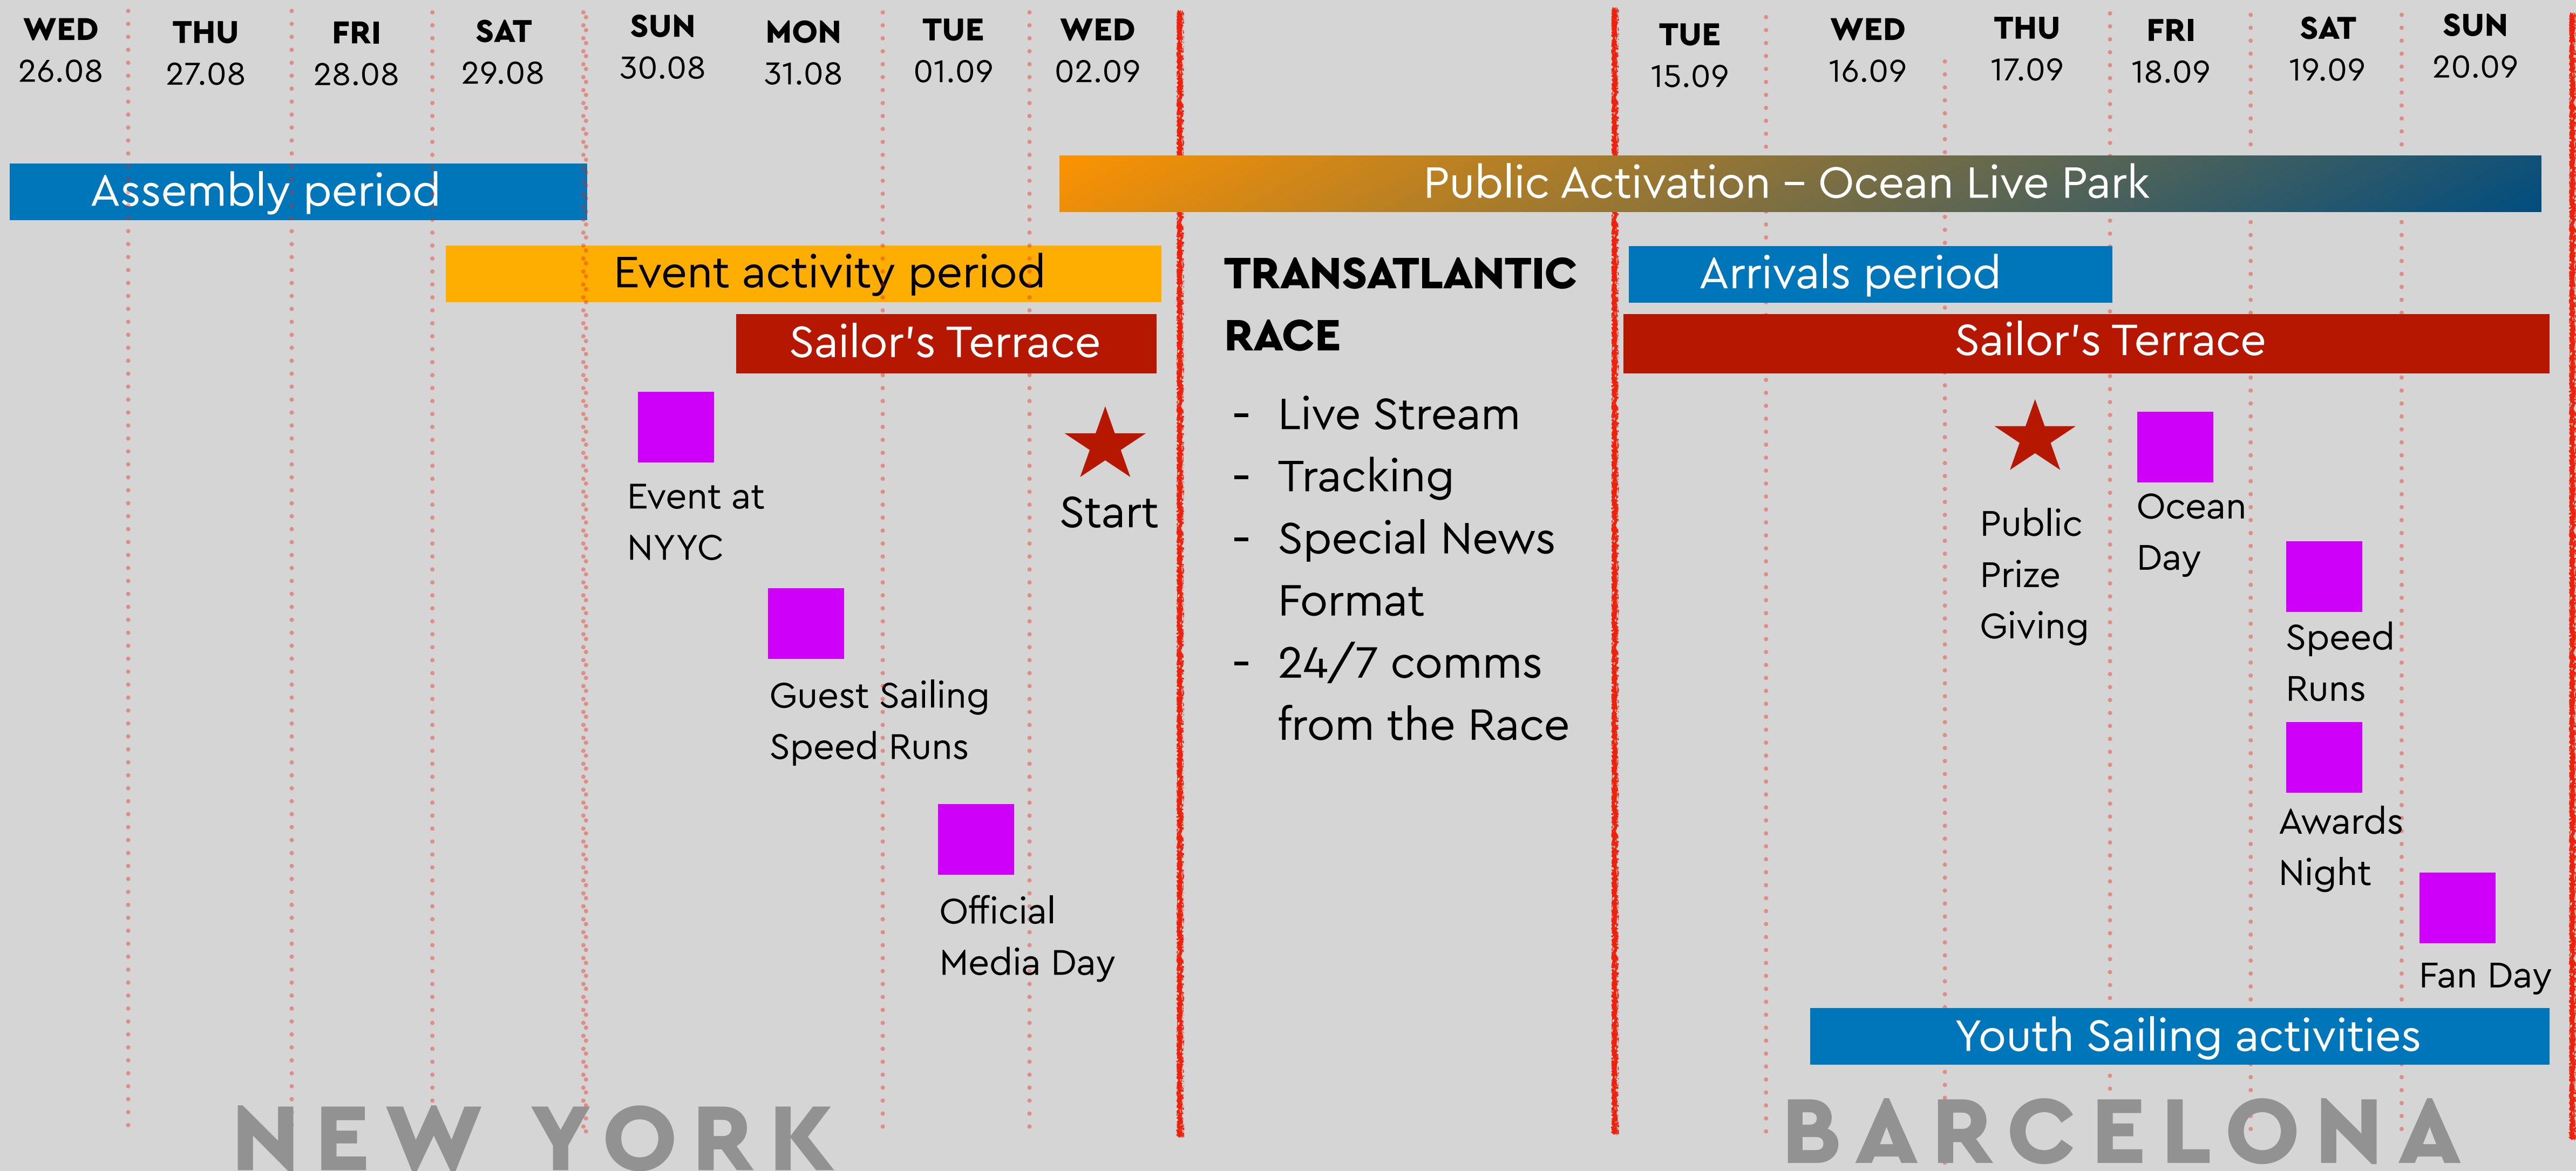 WED
26.08
THU
27.08
FRI
28.08
SAT
29.08
SUN
30.08
MON
31.08
TUE
01.09
WED
02.09
TUE
15.09
WED
16.09
THU
17.09
FRI
18.09
SAT
19.09
SUN
20.09
Assembly period
Public Activation – Ocean Live Park
Event activity period
Sailor's Terrace
TRANSATLANTIC
RACE
- Live Stream
- Tracking
- Special News
Format
- 24/7 comms
from the Race
Arrivals period
Sailor's Terrace
Event at
NYYC
Start
Guest Sailing
Speed Runs
Official
Media Day
Public
Prize
Giving
Ocean
Day
Speed
Runs
Awards
Night
Fan Day
Youth Sailing activities
NEW YORK
BARCELONA